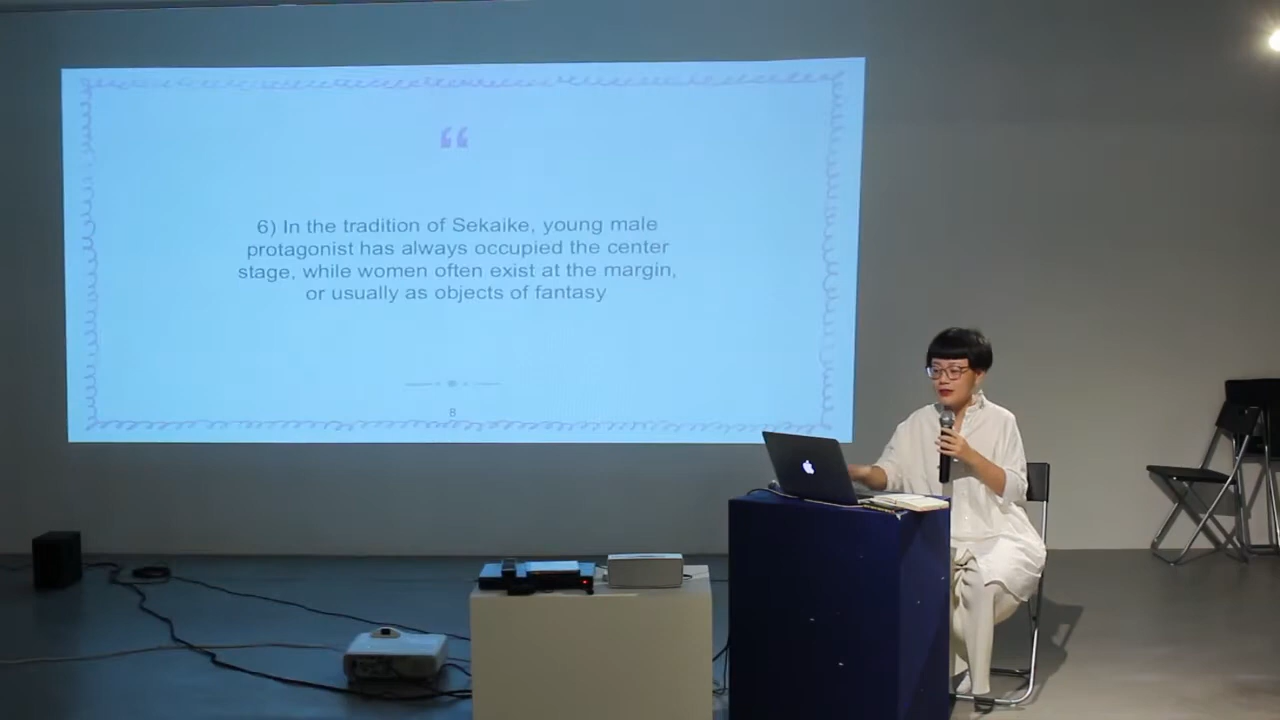 “
6) In the tradition of Sekaike, young male
protagonist has always occupied the center
stage, while women often exist at the margin,
or usually as objects of fantasy
8